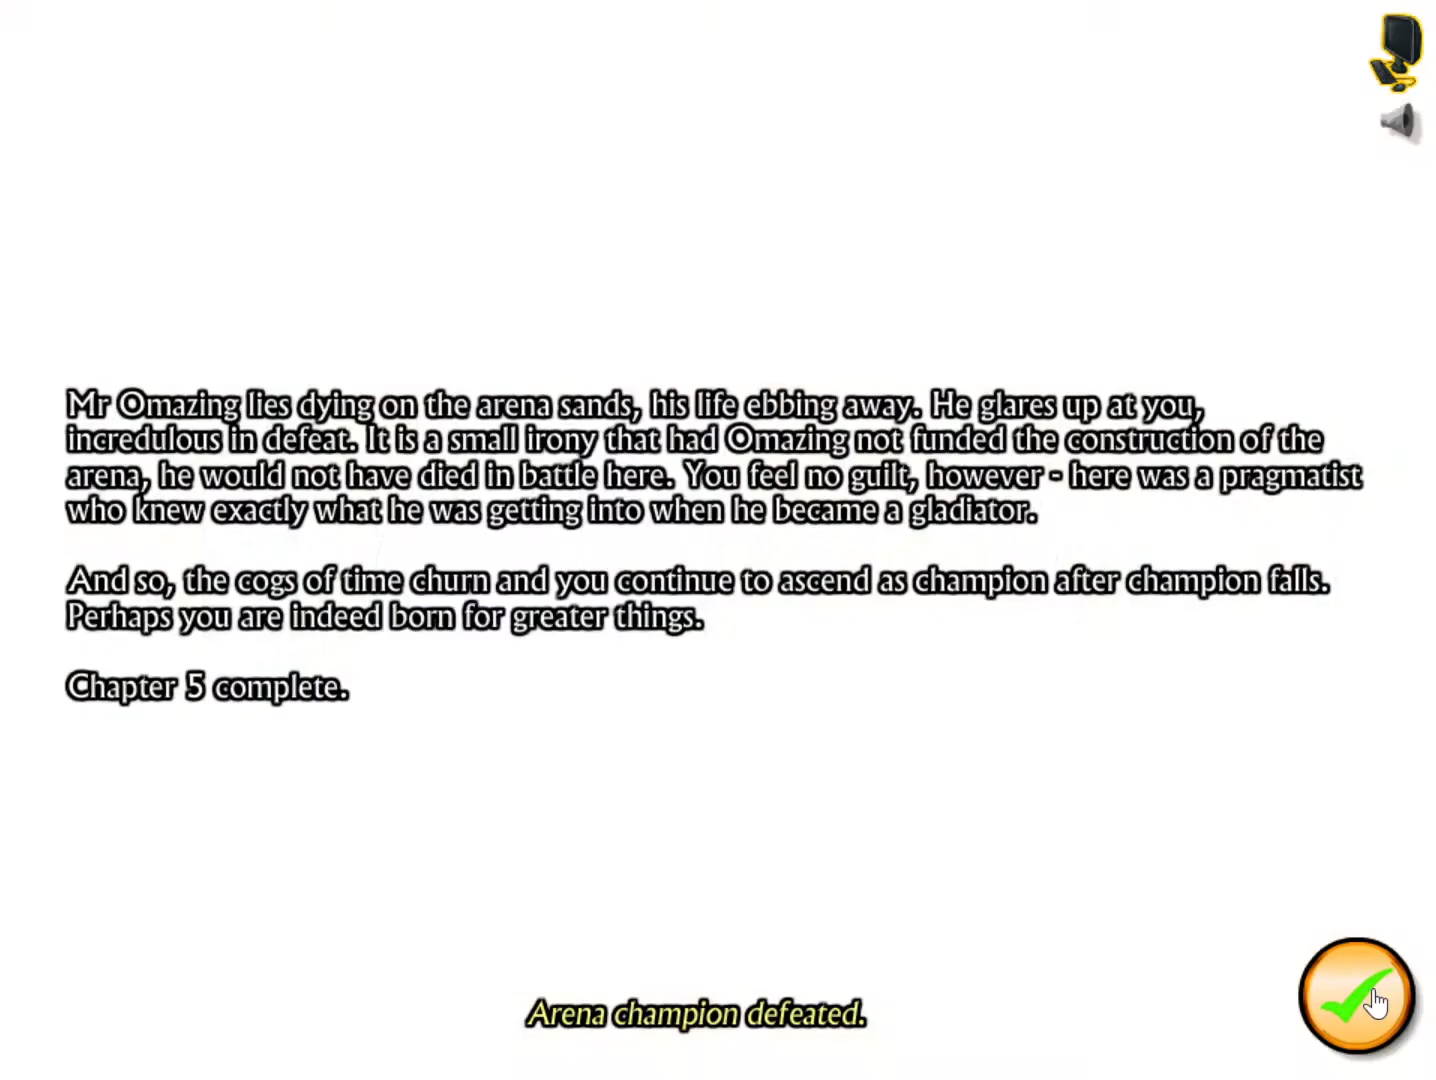 Mr Omazing lies dying on the arena sands, his life ebbing away. He glares up at you,
incredulous in defeat. It is a small irony that had Omazing not funded the construction of the
arena, he would not have died in battle here. You feel no guilt, however - here was a pragmatist
who knew exactly what he was getting into when he became a gladiator.
And so, the cogs of time churn and you continue to ascend as champion after champion falls.
Perhaps you are indeed born for greater things.
Chapter 5 complete.
Arena champion defeated.